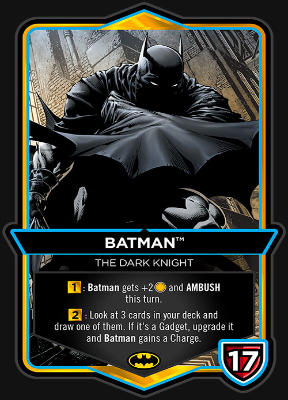 BATMAN™
THE DARK KNIGHT
1 : Batman gets +2 and AMBUSH
this turn.
2 : Look at 3 cards in your deck and
draw one of them. If it's a Gadget, upgrade it
and Batman gains a Charge.
17